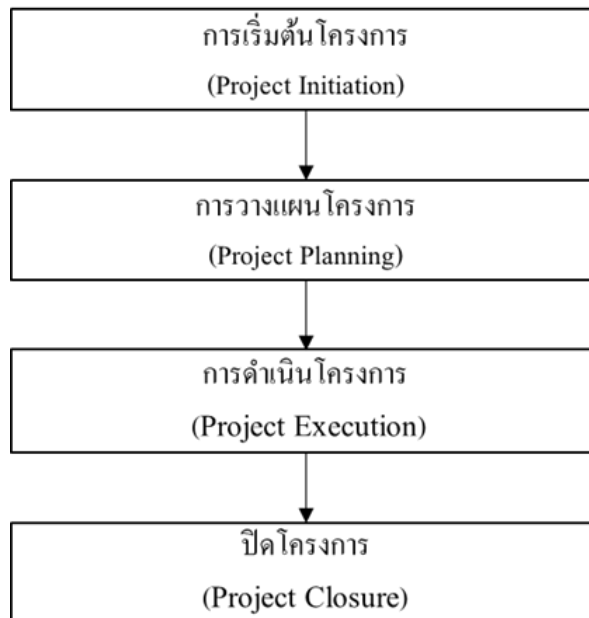 การเริ่มต้นโครงการ
(Project Initiation)
การวางแผนโครงการ
(Project Planning)
การดำเนินโครงการ
(Project Execution)
ปิดโครงการ
(Project Closure)